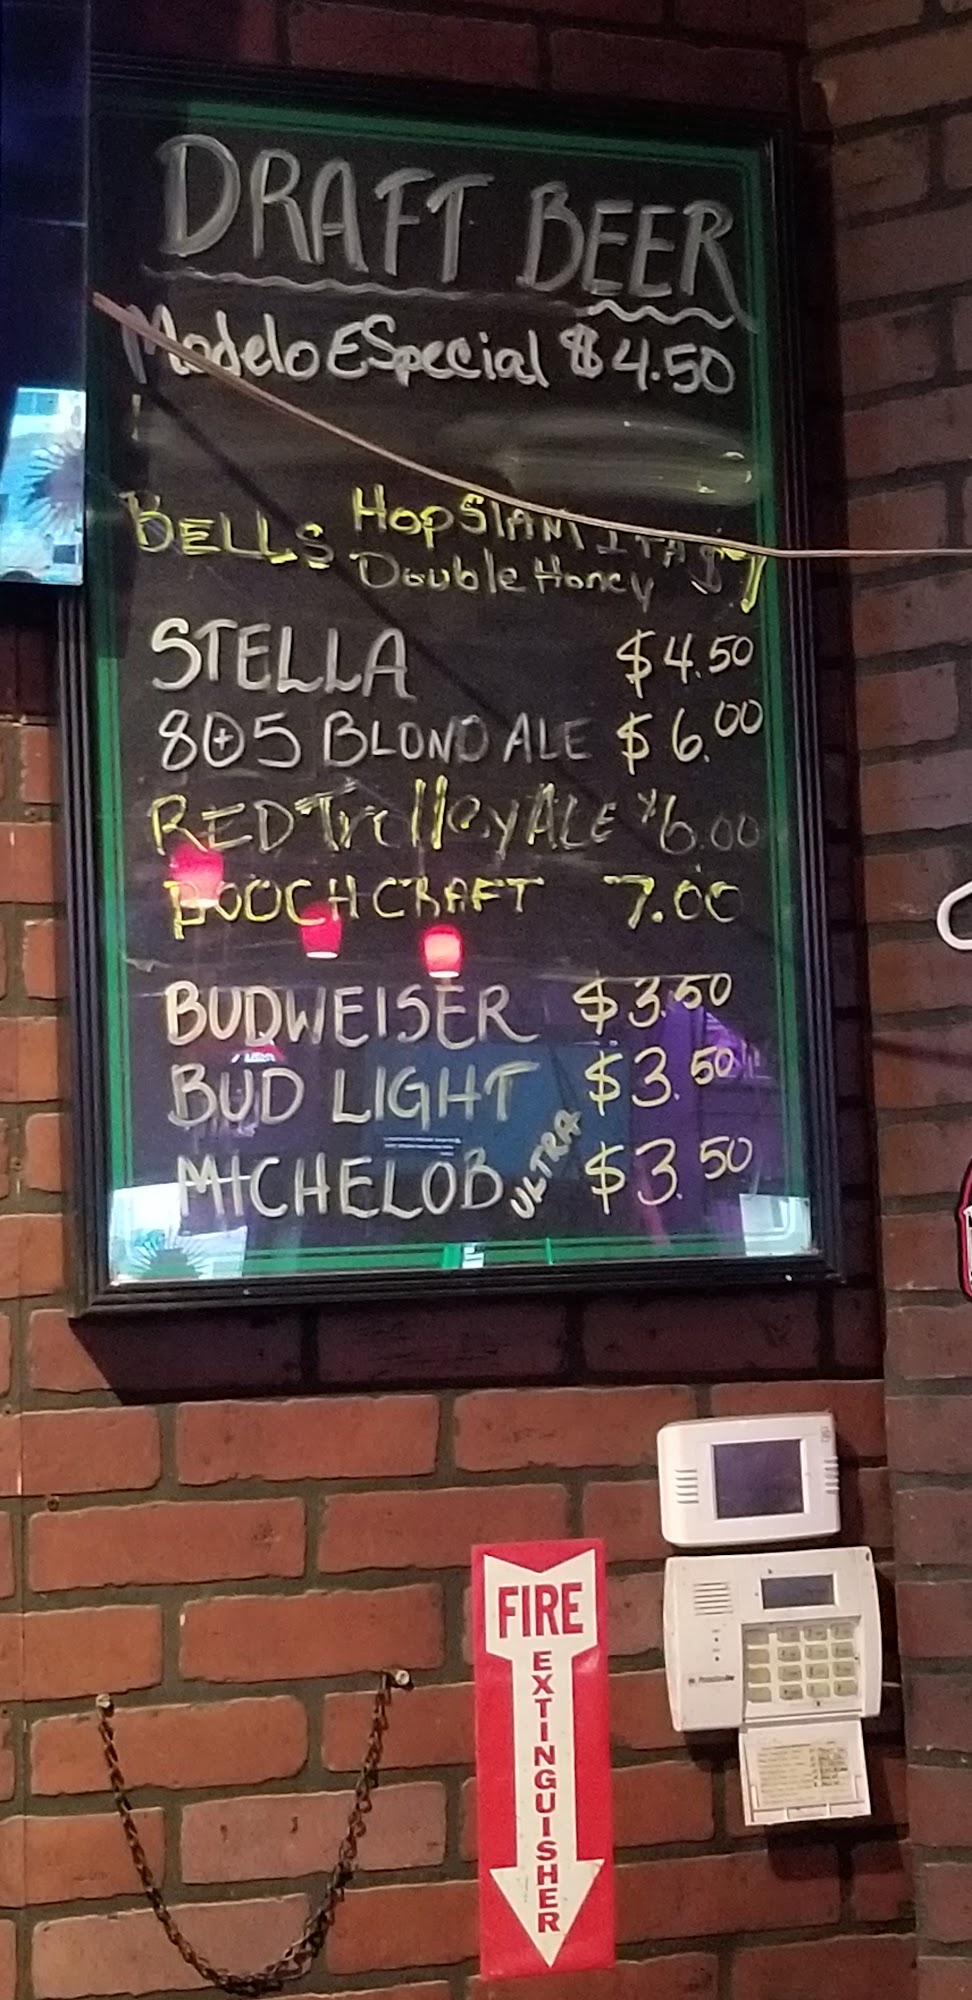 DRAFT BEER
Modelo ESpecial $4.50
BELLS HopSlam IPA $7
Double Honey
STELLA $4.50
805 BLOND ALE $6.00
RED Trolley ALE $6.00
BOOCHCRAFT 7.00
BUDWEISER $3.50
BUD LIGHT $3.50
MICHELOB ULTRA $3.50
FIRE
EXTINGUISHER